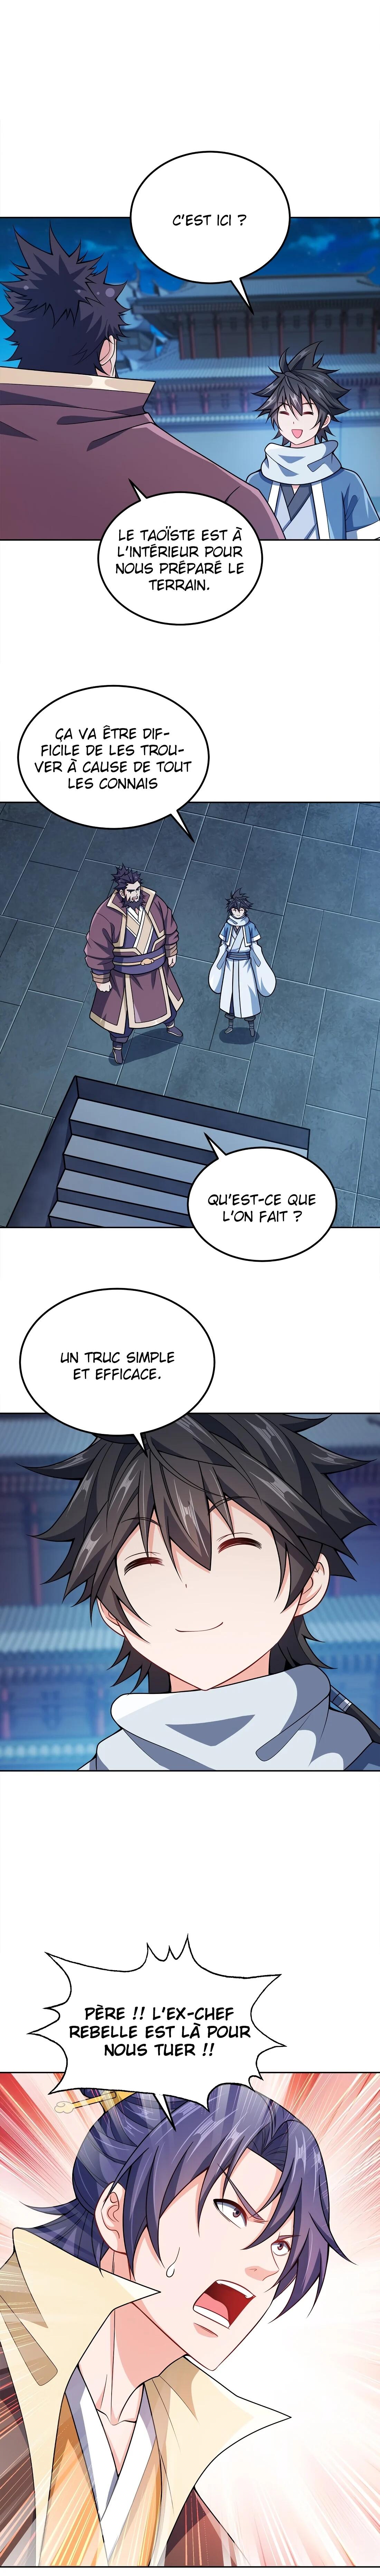 C'EST ICI ?
LE TAOÏSTE EST À
L'INTÉRIEUR POUR
NOUS PRÉPARÉ LE
TERRAIN.
ÇA VA ÊTRE DIF-
FICILE DE LES TROU-
VER À CAUSE DE TOUT
LES CONNAIS
QU'EST-CE QUE
L'ON FAIT ?
UN TRUC SIMPLE
ET EFFICACE.
PÈRE !! L'EX-CHEF
REBELLE EST LÀ POUR
NOUS TUER !!